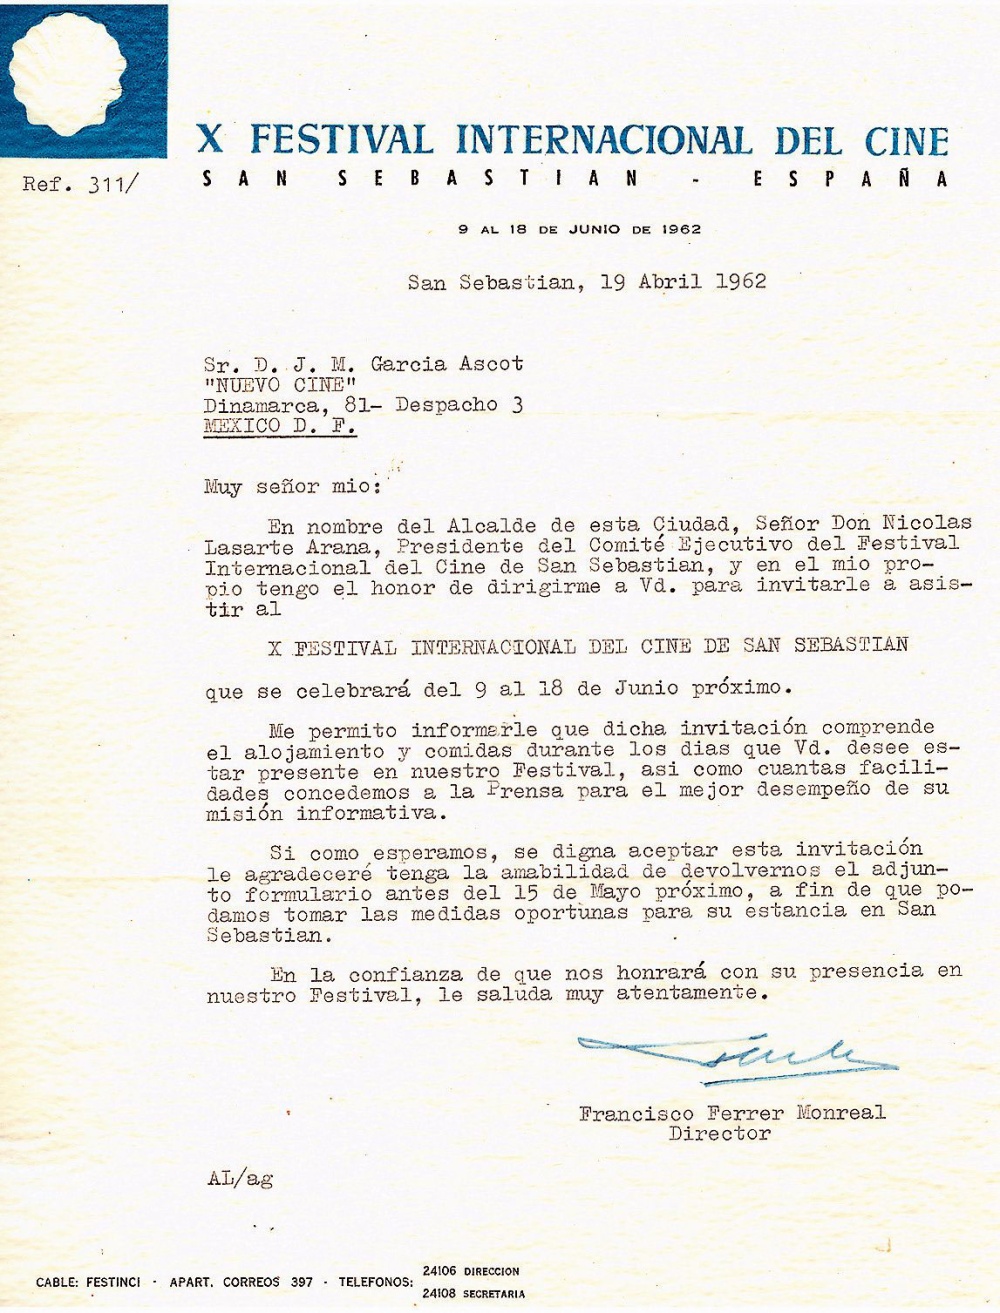 X FESTIVAL INTERNACIONAL DEL CINE
SAN SEBASTIAN - ESPAÑA
Ref. 311/
9 AL 18 DE JUNIO DE 1962
San Sebastian, 19 Abril 1962
Sr. D. J. M. Garcia Ascot
"NUEVO CINE"
Dinamarca, 81- Despacho 3
MEXICO D. F.
Muy señor mio:
En nombre del Alcalde de esta Ciudad, Señor Don Nicolas
Lasarte Arana, Presidente del Comité Ejecutivo del Festival
Internacional del Cine de San Sebastian, y en el mio pro-
pio tengo el honor de dirigirme a Vd. para invitarle a asis-
tir al
X FESTIVAL INTERNACIONAL DEL CINE DE SAN SEBASTIAN
que se celebrará del 9 al 18 de Junio próximo.
Me permito informarle que dicha invitación comprende
el alojamiento y comidas durante los dias que Vd. desee es-
tar presente en nuestro Festival, asi como cuantas facili-
dades concedemos a la Prensa para el mejor desempeño de su
misión informativa.
Si como esperamos, se digna aceptar esta invitación
le agradeceré tenga la amabilidad de devolvernos el adjun-
to formulario antes del 15 de Mayo próximo, a fin de que po-
damos tomar las medidas oportunas para su estancia en San
Sebastian.
En la confianza de que nos honrará con su presencia en
nuestro Festival, le saluda muy atentamente.
Francisco Ferrer Monreal
Director
AL/ag
CABLE: FESTINCI · APART. CORREOS 397 · TELEFONOS: 24106 DIRECCION
24108 SECRETARIA